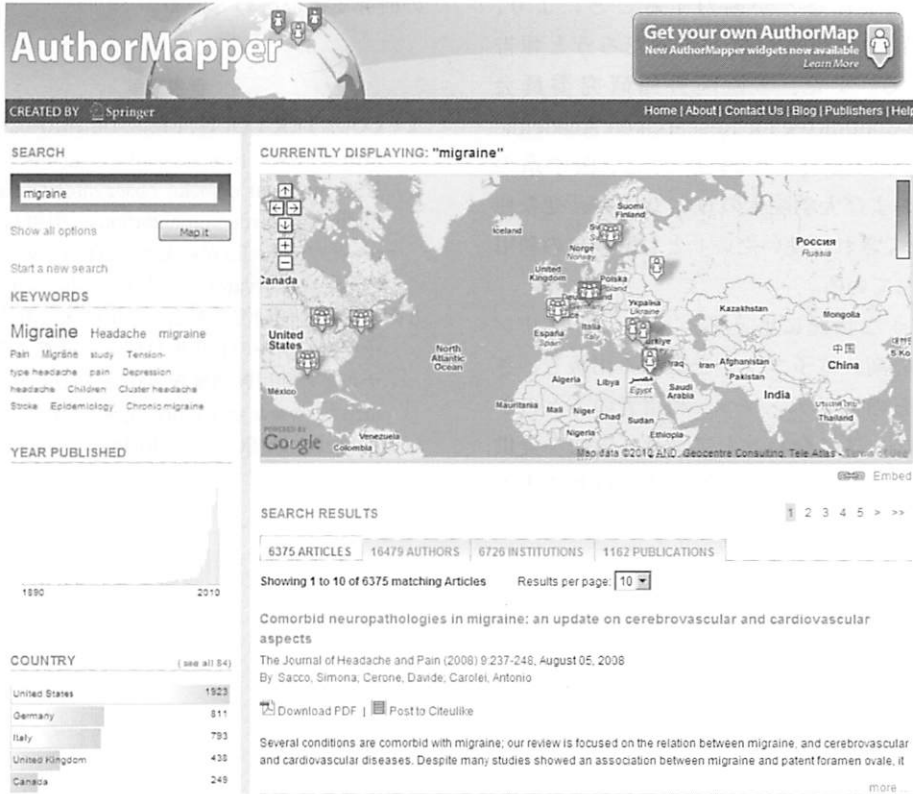 AuthorMapper
Get your own AuthorMap
New AuthorMapper widgets now available
Learn More
CREATED BY Springer
Home | About | Contact Us | Blog | Publishers | Help
SEARCH
migraine
Show all options
Map it
Start a new search
KEYWORDS
Migraine Headache migraine
Pain Migräne study Tension-
type headache pain Depression
headache Children Cluster headache
Stroke Epidemiology Chronic migraine
YEAR PUBLISHED
1890 2010
COUNTRY (see all 84)
United States 1923
Germany 811
Italy 793
United Kingdom 438
Canada 249
CURRENTLY DISPLAYING: "migraine"
Suomi
Finland
Iceland
Norge
Norway
Россия
Russia
United
Kingdom
Polska
Poland
Canada
Україна
Ukraine
Kazakhstan
Mongolia
United
States
España
Spain
Italia
Italy
North
Atlantic
Ocean
中国
China
Iraq
Iran
Afghanistan
Pakistan
Algeria
Libya
مصر
Egypt
Saudi
Arabia
India
México
Mauritania
Mali
Niger
Chad
Sudan
Thailand
Nigeria
Ethiopia
POWERED BY
Google
Venezuela
Colombia
Map data ©2010 AND, Geocentre Consulting, Tele Atlas - Terms of Use
Embed
SEARCH RESULTS
1 2 3 4 5 > >>
6375 ARTICLES 16479 AUTHORS 6726 INSTITUTIONS 1162 PUBLICATIONS
Showing 1 to 10 of 6375 matching Articles Results per page: 10
Comorbid neuropathologies in migraine: an update on cerebrovascular and cardiovascular
aspects
The Journal of Headache and Pain (2008) 9:237-248, August 05, 2008
By Sacco, Simona; Cerone, Davide; Carolei, Antonio
Download PDF | Post to Citeulike
Several conditions are comorbid with migraine; our review is focused on the relation between migraine, and cerebrovascular
and cardiovascular diseases. Despite many studies showed an association between migraine and patent foramen ovale, it
more ...